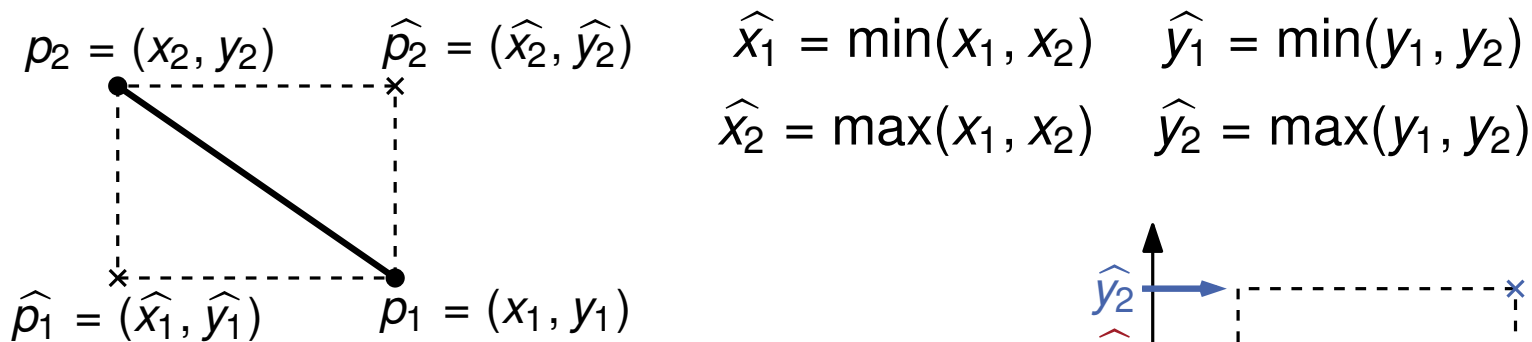 p₂ = (x₂, y₂)
p̂₂ = (x̂₂, ŷ₂)
x̂₁ = min(x₁, x₂)
ŷ₁ = min(y₁, y₂)
x̂₂ = max(x₁, x₂)
ŷ₂ = max(y₁, y₂)
p̂₁ = (x̂₁, ŷ₁)
p₁ = (x₁, y₁)
ŷ₂